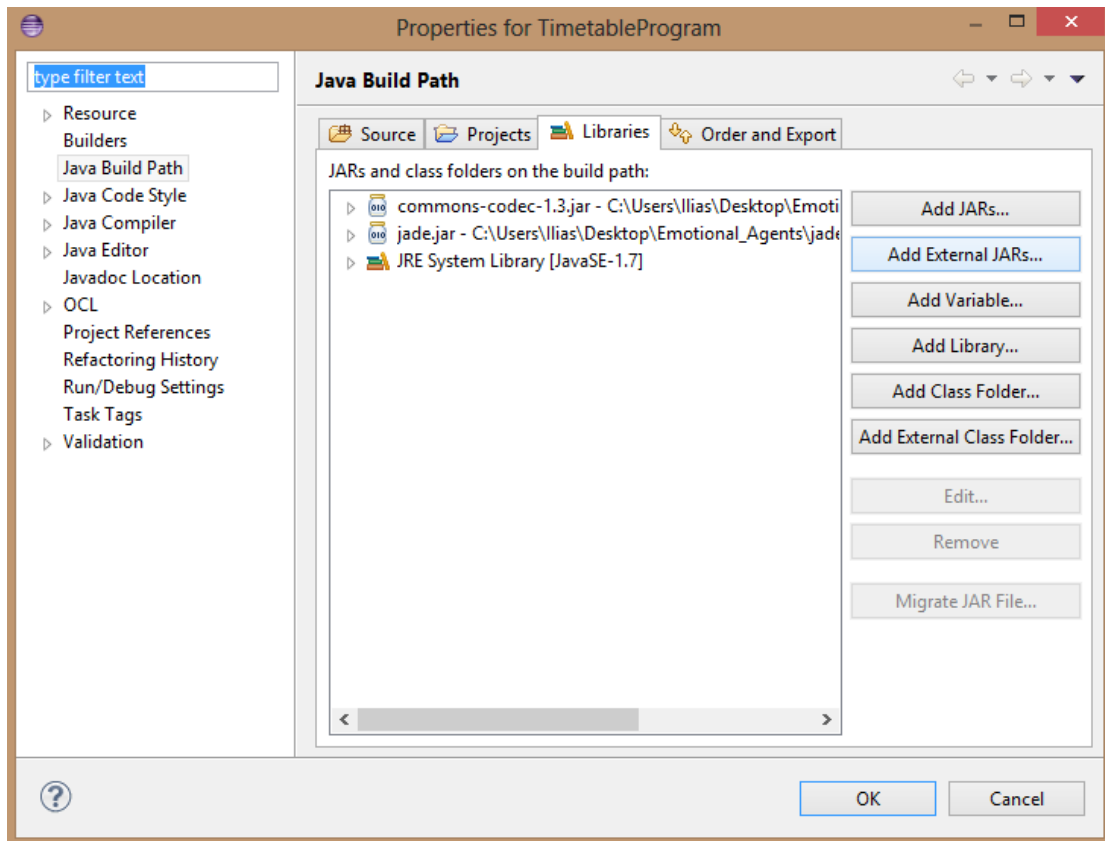 Properties for TimetableProgram
type filter text
Resource
Builders
Java Build Path
Java Code Style
Java Compiler
Java Editor
Javadoc Location
OCL
Project References
Refactoring History
Run/Debug Settings
Task Tags
Validation
Java Build Path
Source Projects Libraries Order and Export
JARs and class folders on the build path:
commons-codec-1.3.jar - C:\Users\Ilias\Desktop\Emoti
jade.jar - C:\Users\Ilias\Desktop\Emotional_Agents\jade
JRE System Library [JavaSE-1.7]
Add JARs...
Add External JARs...
Add Variable...
Add Library...
Add Class Folder...
Add External Class Folder...
Edit...
Remove
Migrate JAR File...
OK Cancel